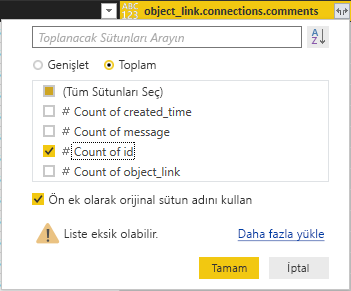 ABC
123
object_link.connections.comments
Toplanacak Sütunları Arayın
A
Z
Genişlet
Toplam
(Tüm Sütunları Seç)
# Count of created_time
# Count of message
# Count of id
# Count of object_link
Ön ek olarak orijinal sütun adını kullan
Liste eksik olabilir.
Daha fazla yükle
Tamam
İptal